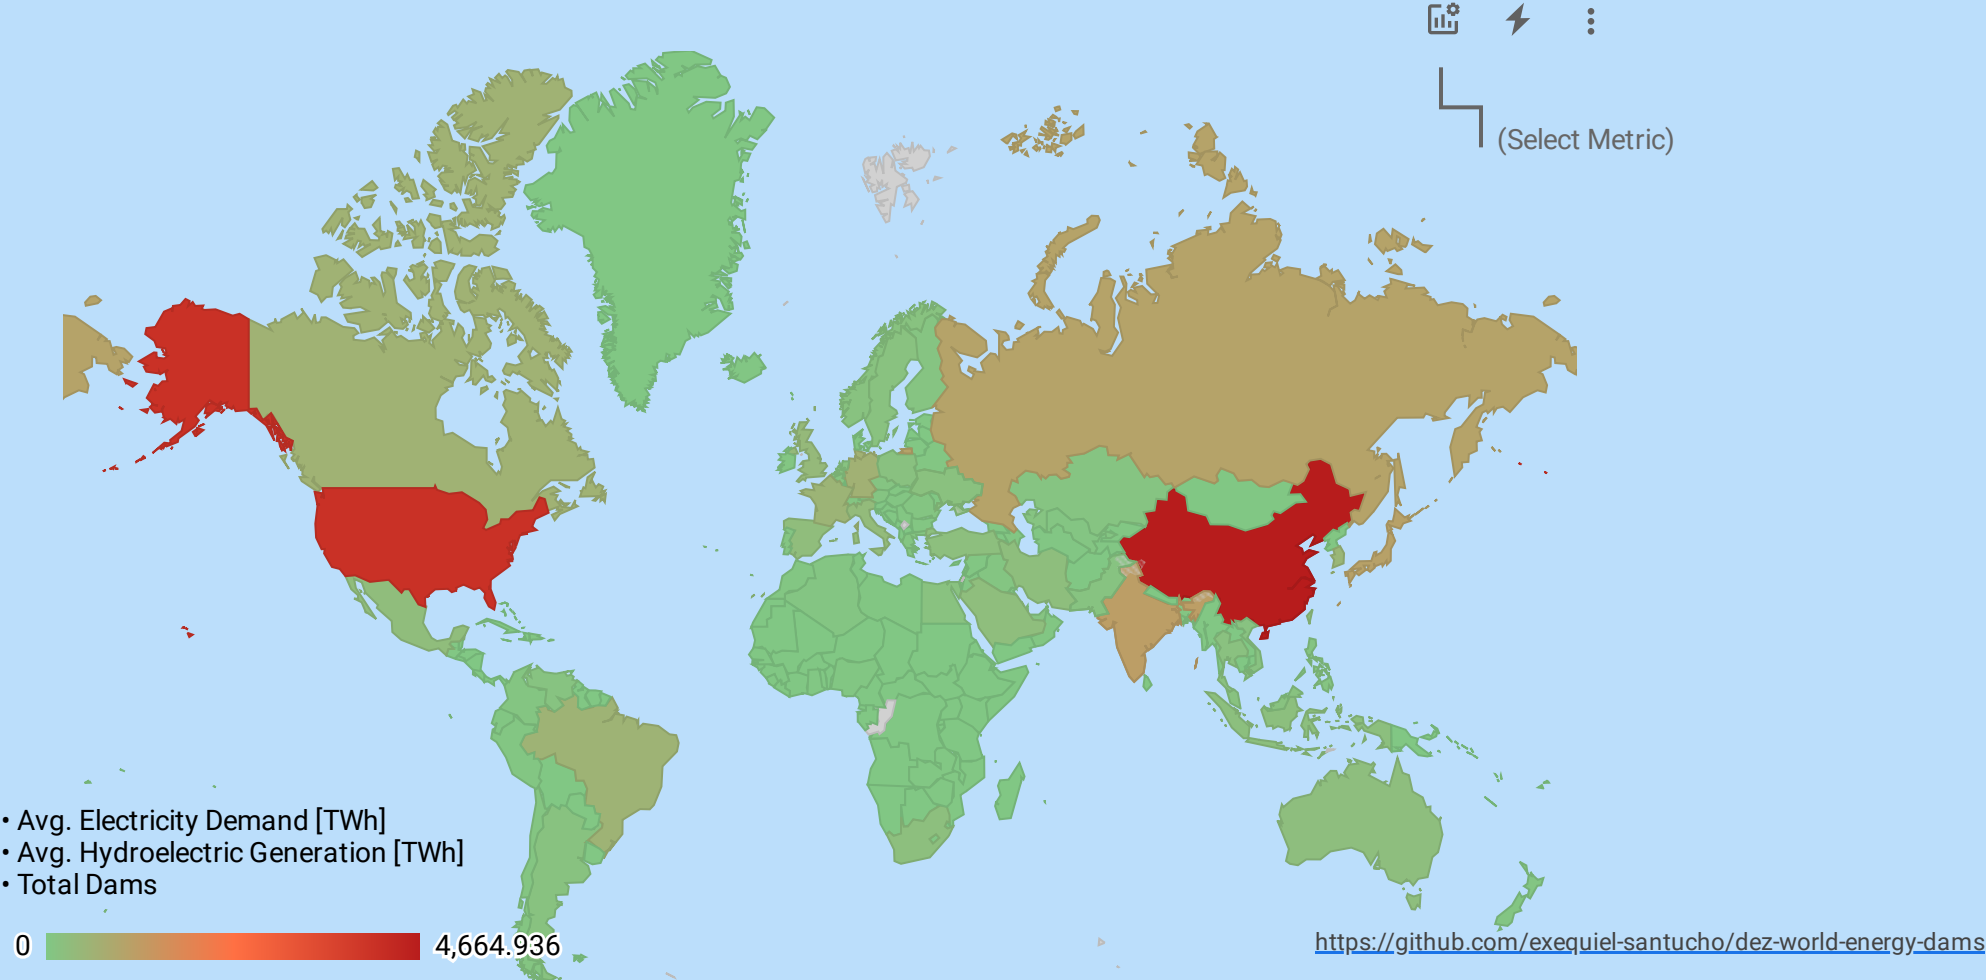 (Select Metric)
• Avg. Electricity Demand [TWh]
• Avg. Hydroelectric Generation [TWh]
• Total Dams
0 4,664.936
https://github.com/exequiel-santucho/dez-world-energy-dams